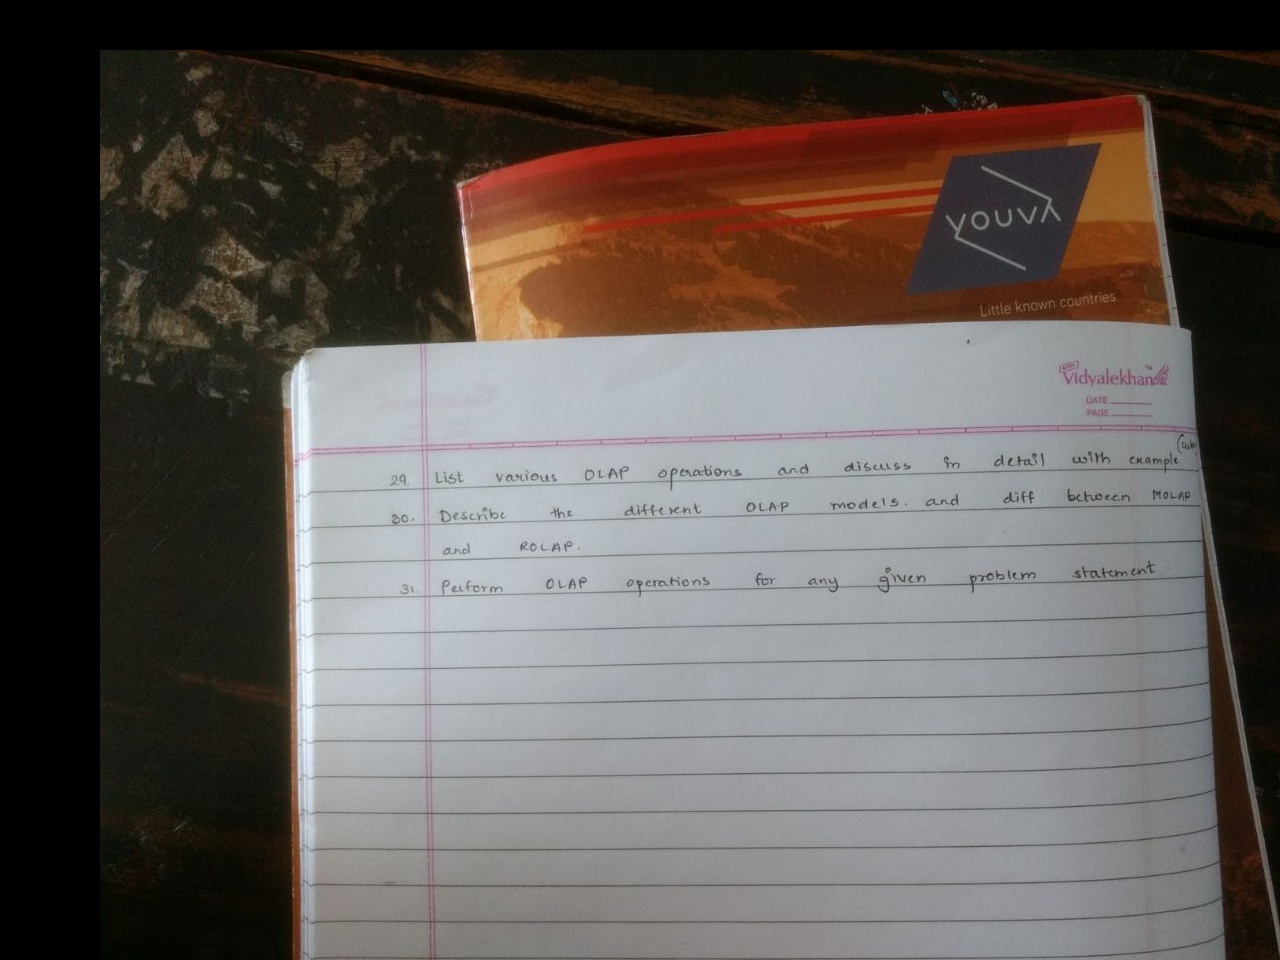 YOUVA
Little known countries
Vidyalekhan
DATE
PAGE
29. List various OLAP operations and discuss in detail with example
30. Describe the different OLAP models. and diff between MOLAP
and ROLAP.
31. Perform OLAP operations for any given problem statement.